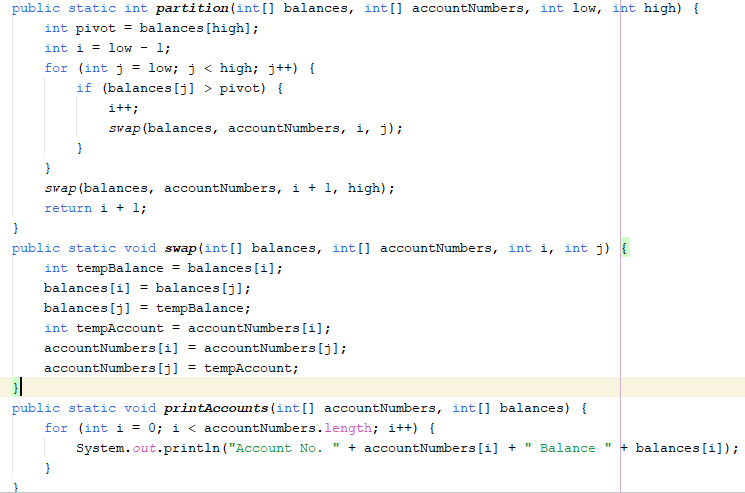 public static int partition(int[] balances, int[] accountNumbers, int low, int high) {
    int pivot = balances[high];
    int i = low - 1;
    for (int j = low; j < high; j++) {
        if (balances[j] > pivot) {
            i++;
            swap(balances, accountNumbers, i, j);
        }
    }
    swap(balances, accountNumbers, i + 1, high);
    return i + 1;
}
public static void swap(int[] balances, int[] accountNumbers, int i, int j) {
    int tempBalance = balances[i];
    balances[i] = balances[j];
    balances[j] = tempBalance;
    int tempAccount = accountNumbers[i];
    accountNumbers[i] = accountNumbers[j];
    accountNumbers[j] = tempAccount;
}
public static void printAccounts(int[] accountNumbers, int[] balances) {
    for (int i = 0; i < accountNumbers.length; i++) {
        System.out.println("Account No. " + accountNumbers[i] + " Balance " + balances[i]);
    }
}